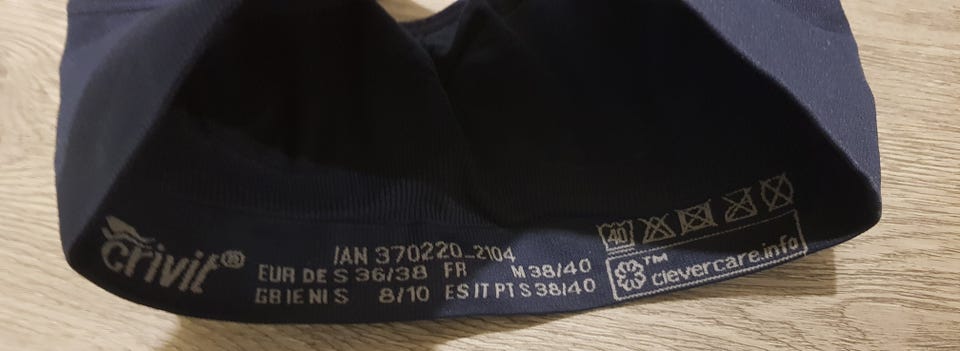 crivit®
IAN 370220_2104
EUR DE S 36/38 FR M 38/40
GB IE NI S 8/10 ES IT PT S 38/40
40
™ clevercare.info